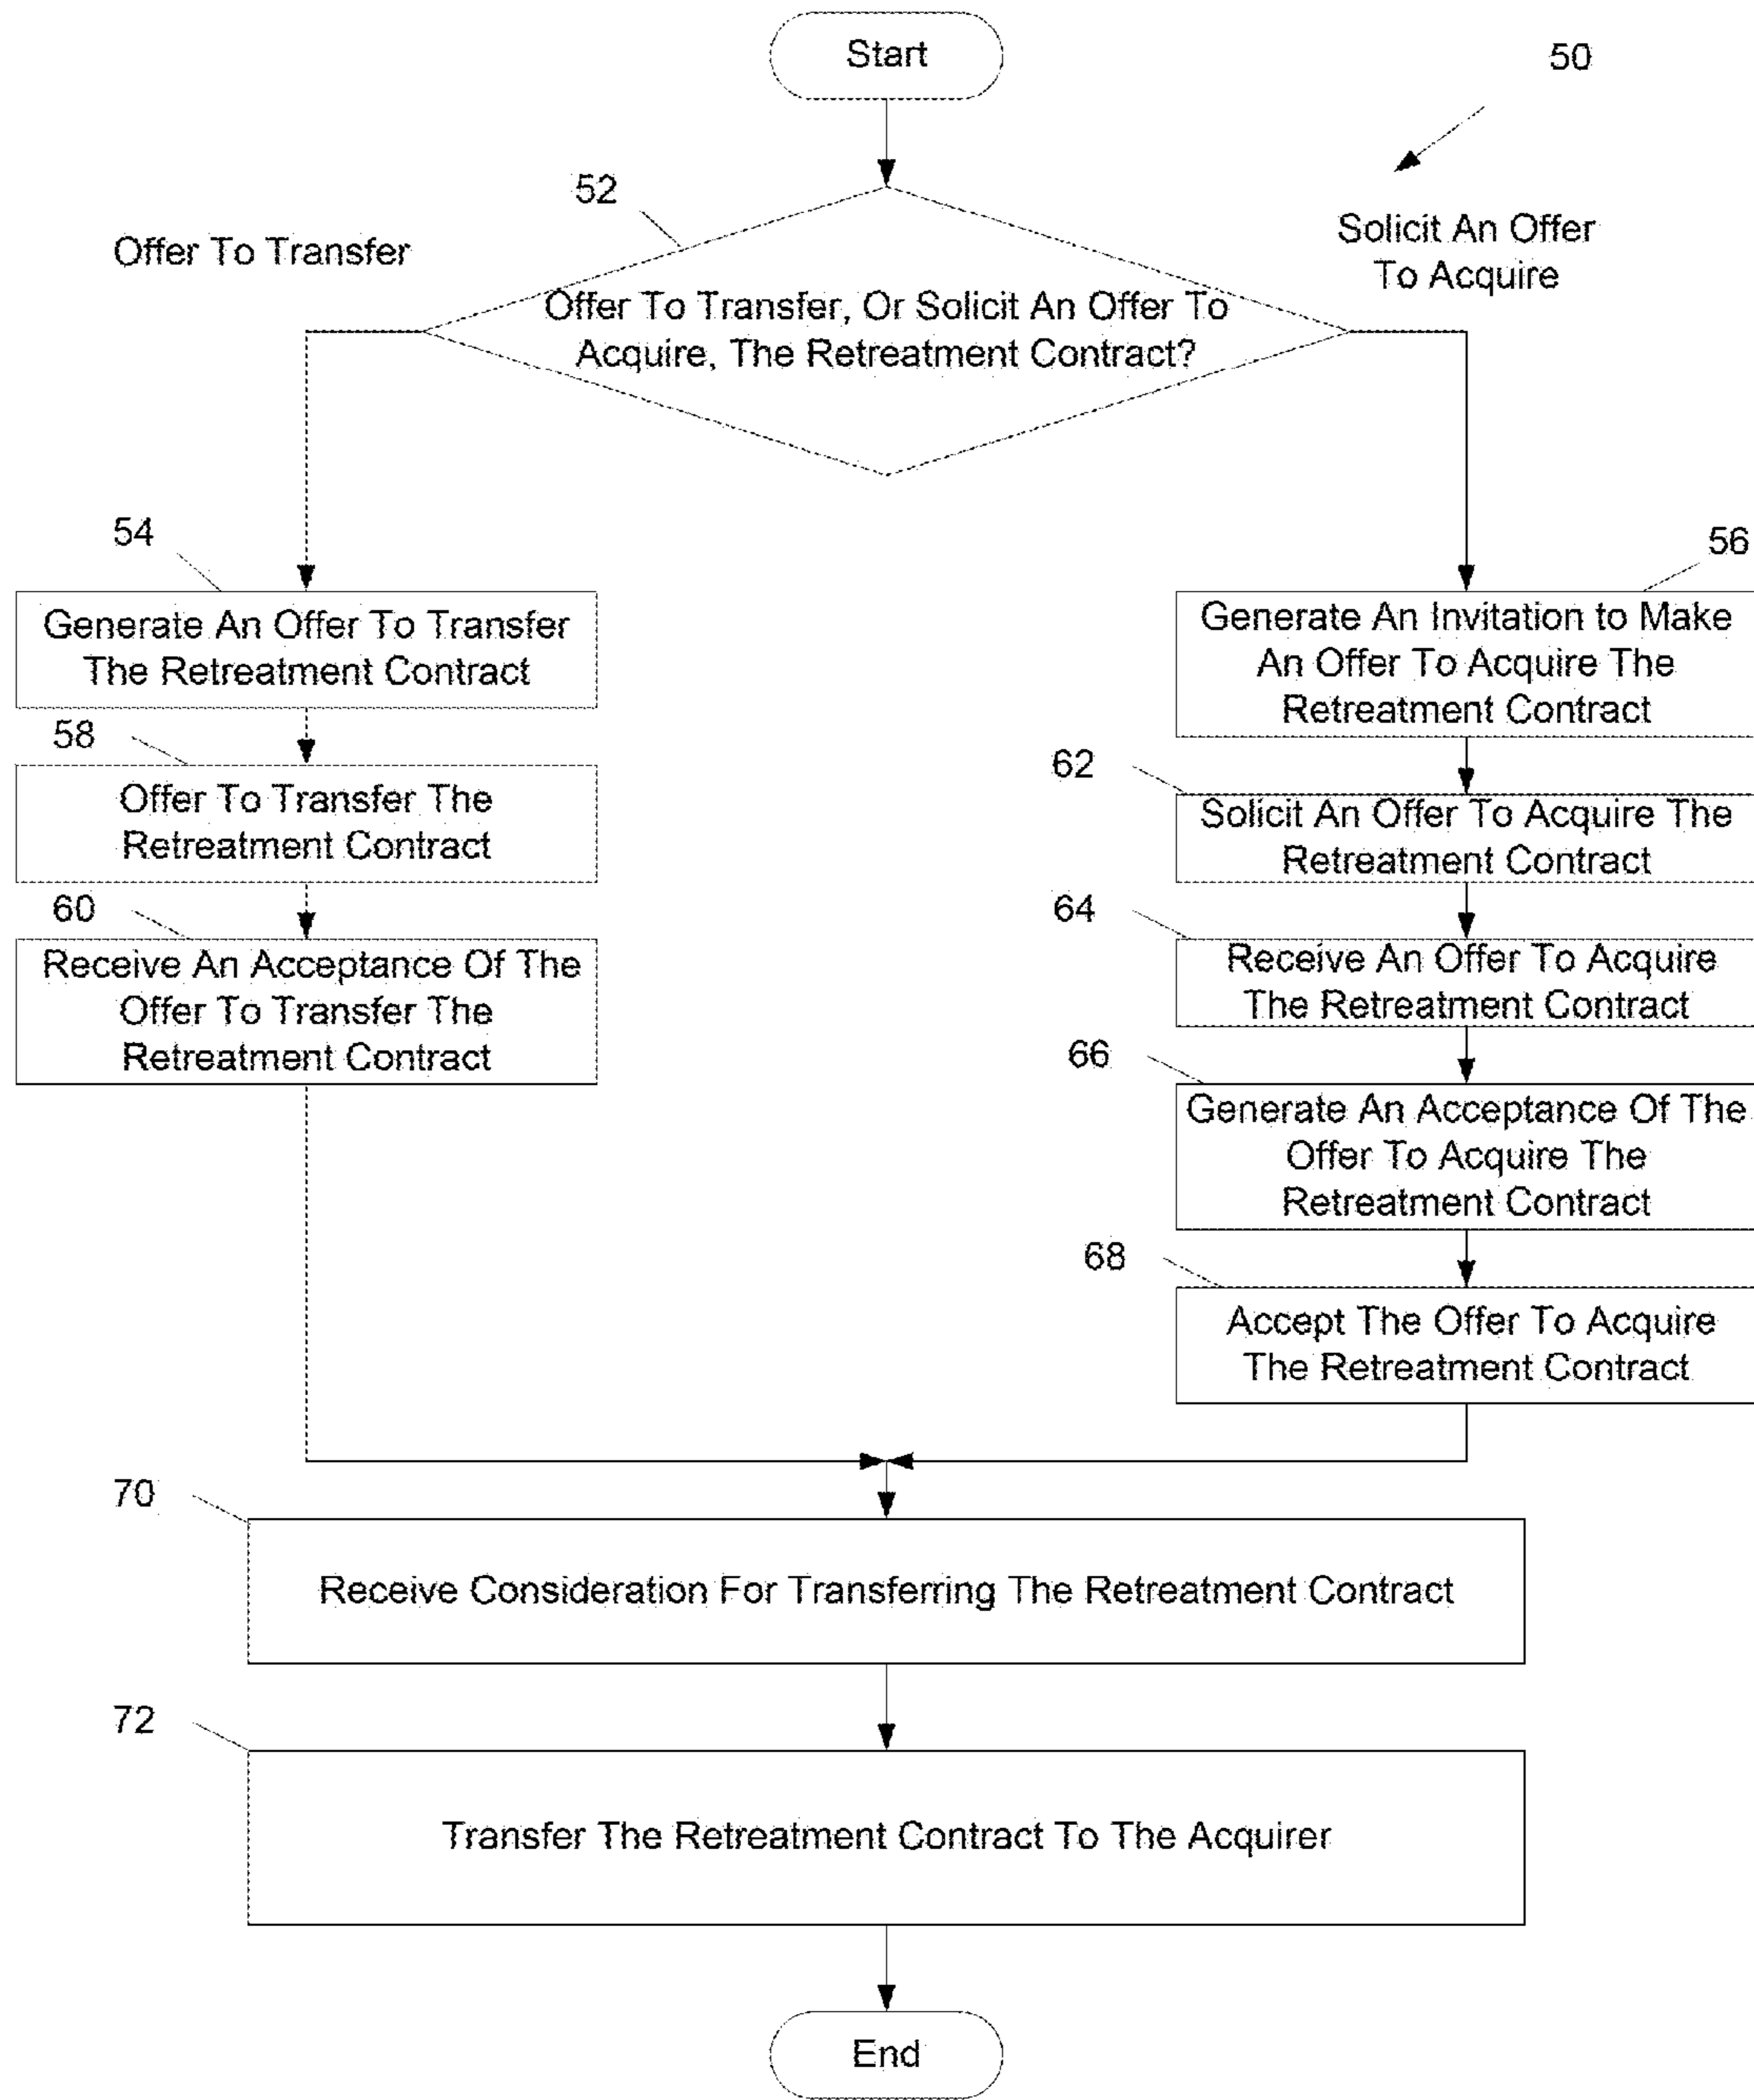 Start
50
52
Offer To Transfer
Solicit An Offer
To Acquire
Offer To Transfer, Or Solicit An Offer To
Acquire, The Retreatment Contract?
54
Generate An Offer To Transfer
The Retreatment Contract
58
Offer To Transfer The
Retreatment Contract
60
Receive An Acceptance Of The
Offer To Transfer The
Retreatment Contract
56
Generate An Invitation to Make
An Offer To Acquire The
Retreatment Contract
62
Solicit An Offer To Acquire The
Retreatment Contract
64
Receive An Offer To Acquire
The Retreatment Contract
66
Generate An Acceptance Of The
Offer To Acquire The
Retreatment Contract
68
Accept The Offer To Acquire
The Retreatment Contract
70
Receive Consideration For Transferring The Retreatment Contract
72
Transfer The Retreatment Contract To The Acquirer
End